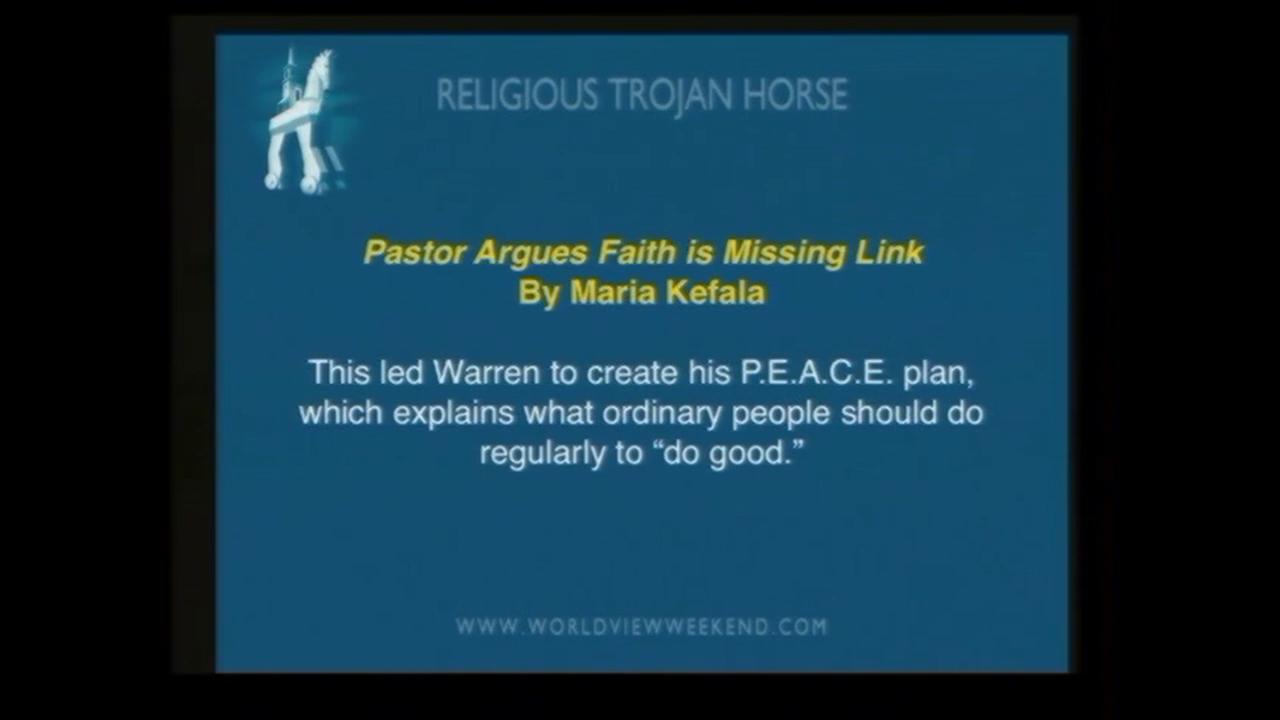 RELIGIOUS TROJAN HORSE
Pastor Argues Faith is Missing Link
By Maria Kefala
This led Warren to create his P.E.A.C.E. plan,
which explains what ordinary people should do
regularly to “do good.”
WWW.WORLDVIEWWEEKEND.COM